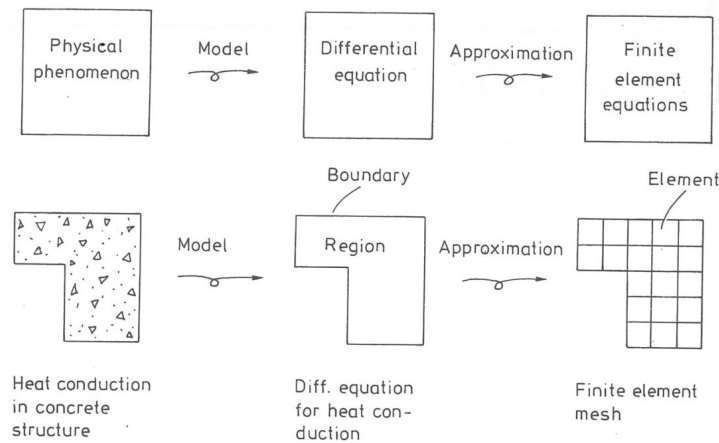 Physical
phenomenon
Model
Differential
equation
Approximation
Finite
element
equations
Boundary
Element
Model
Region
Approximation
Heat conduction
in concrete
structure
Diff. equation
for heat con-
duction
Finite element
mesh